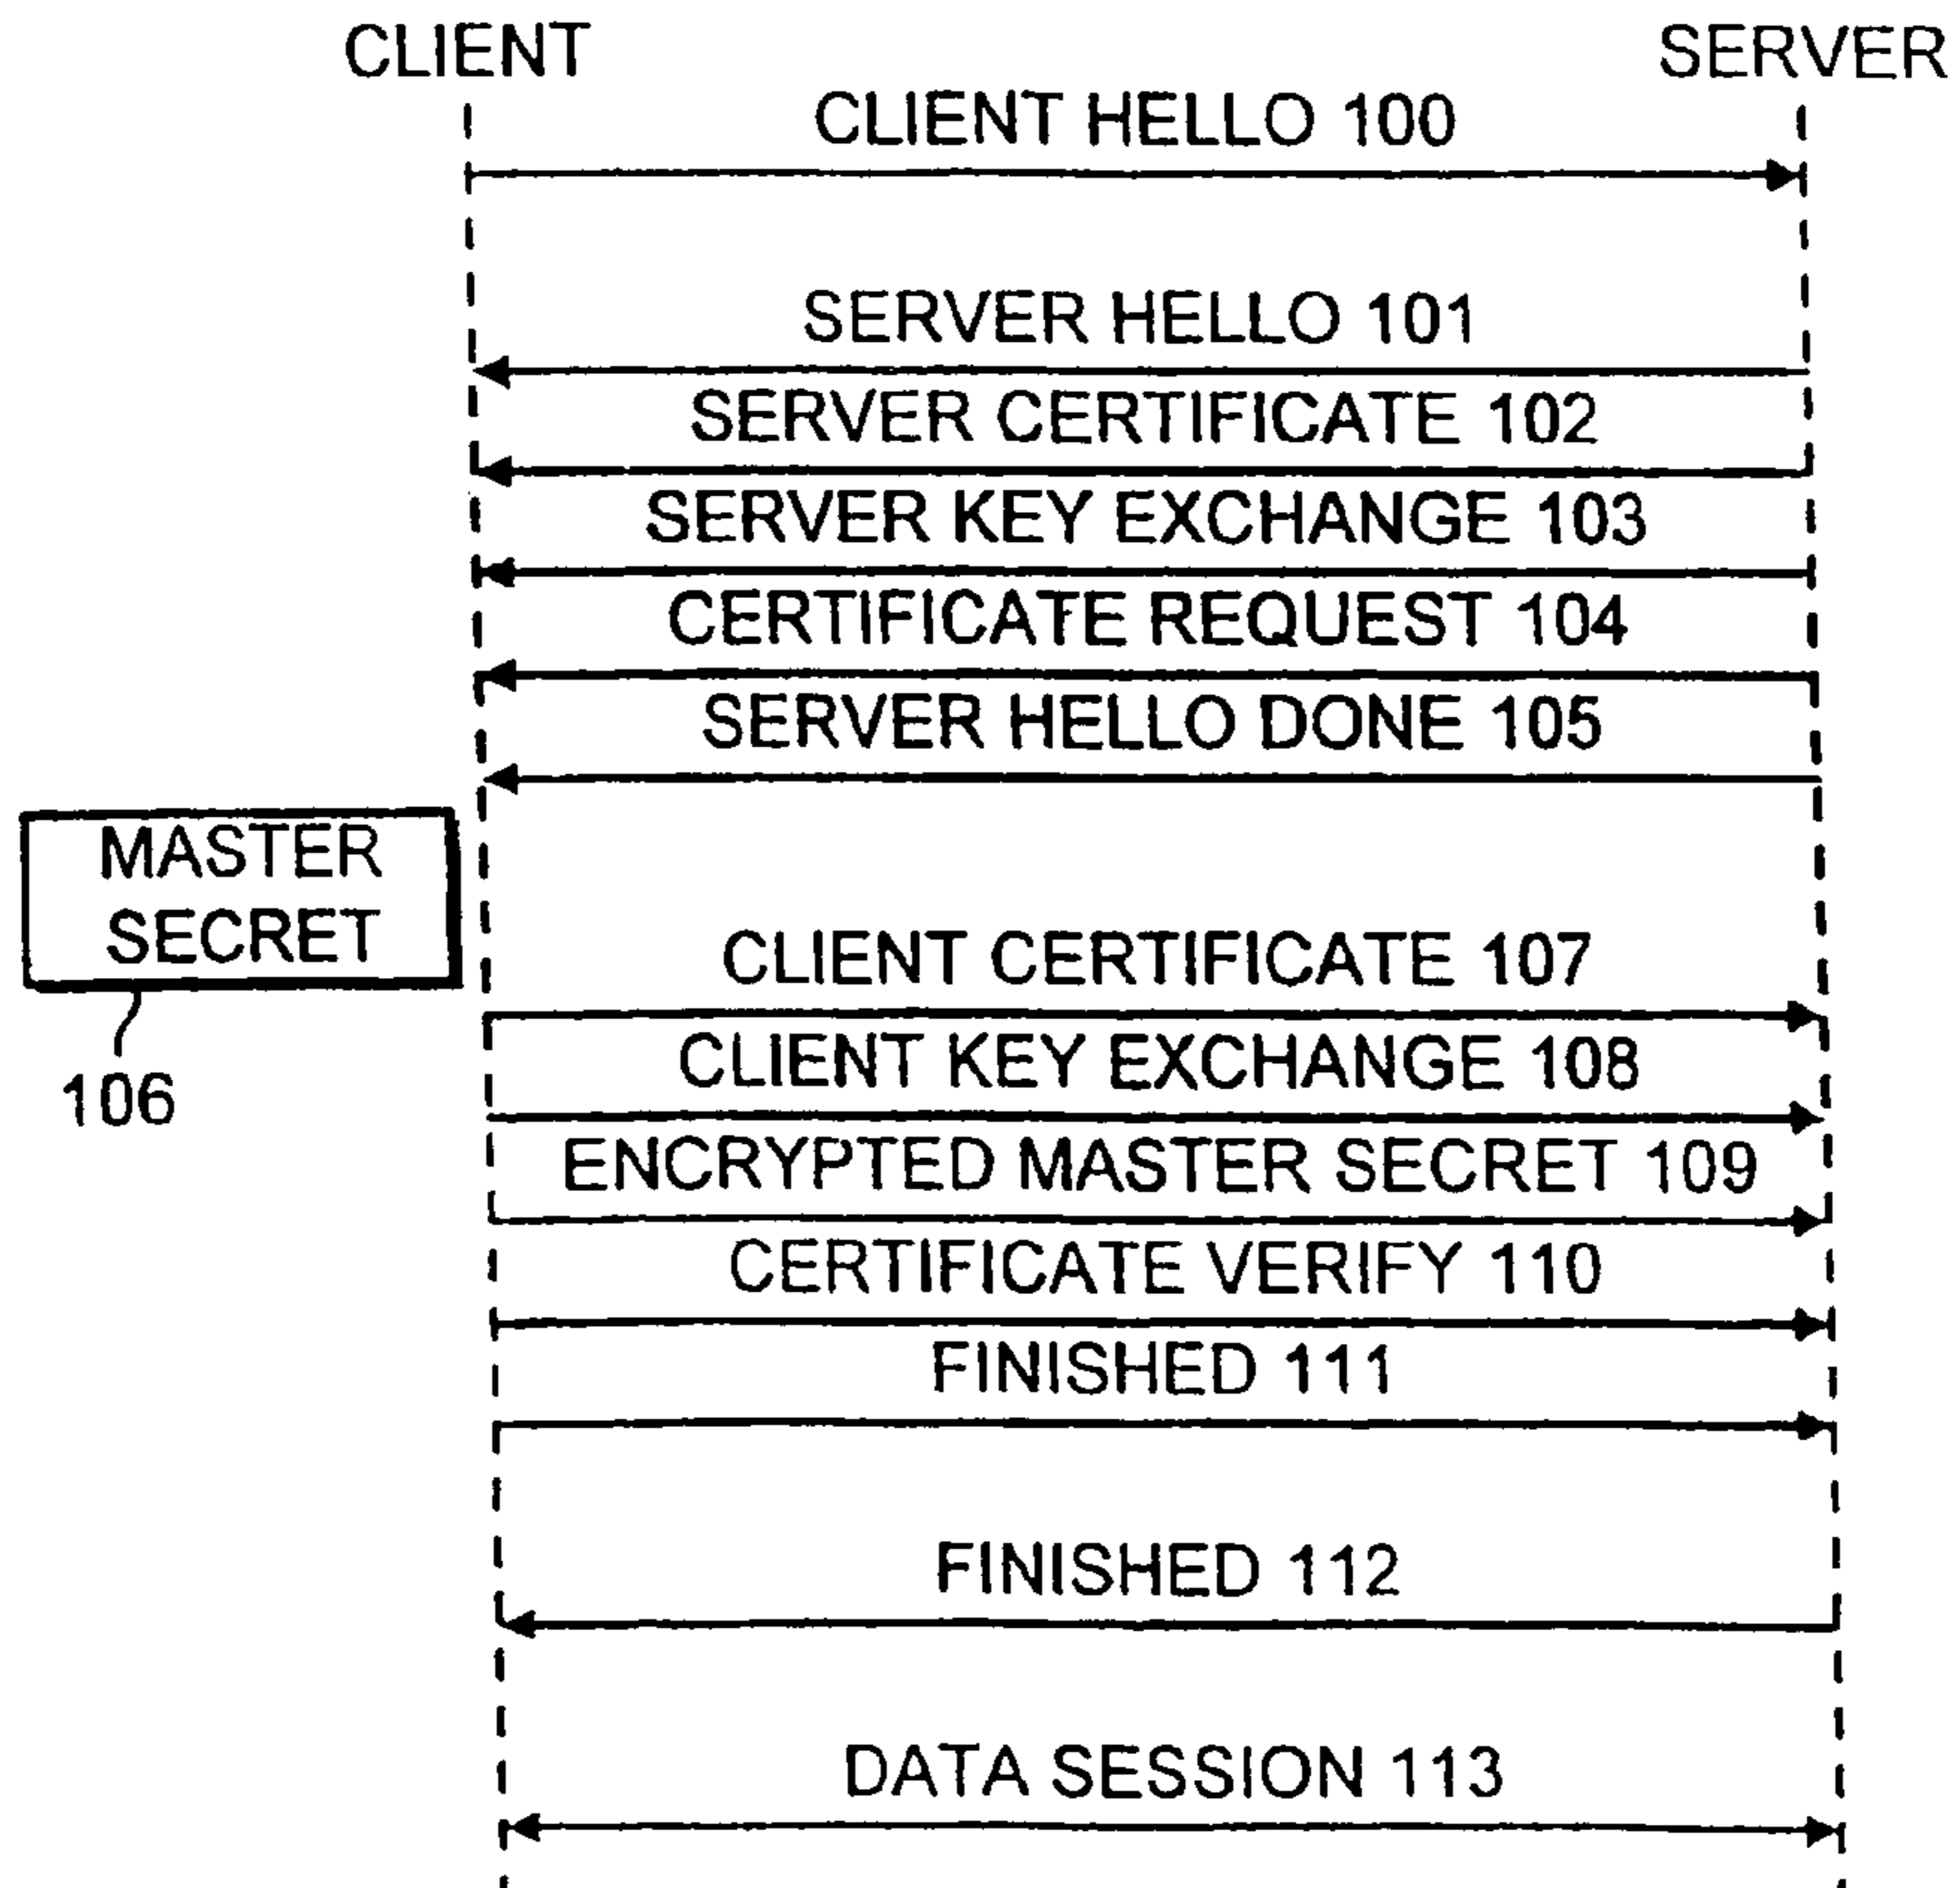 CLIENT
SERVER
CLIENT HELLO 100
SERVER HELLO 101
SERVER CERTIFICATE 102
SERVER KEY EXCHANGE 103
CERTIFICATE REQUEST 104
SERVER HELLO DONE 105
MASTER
SECRET
106
CLIENT CERTIFICATE 107
CLIENT KEY EXCHANGE 108
ENCRYPTED MASTER SECRET 109
CERTIFICATE VERIFY 110
FINISHED 111
FINISHED 112
DATA SESSION 113